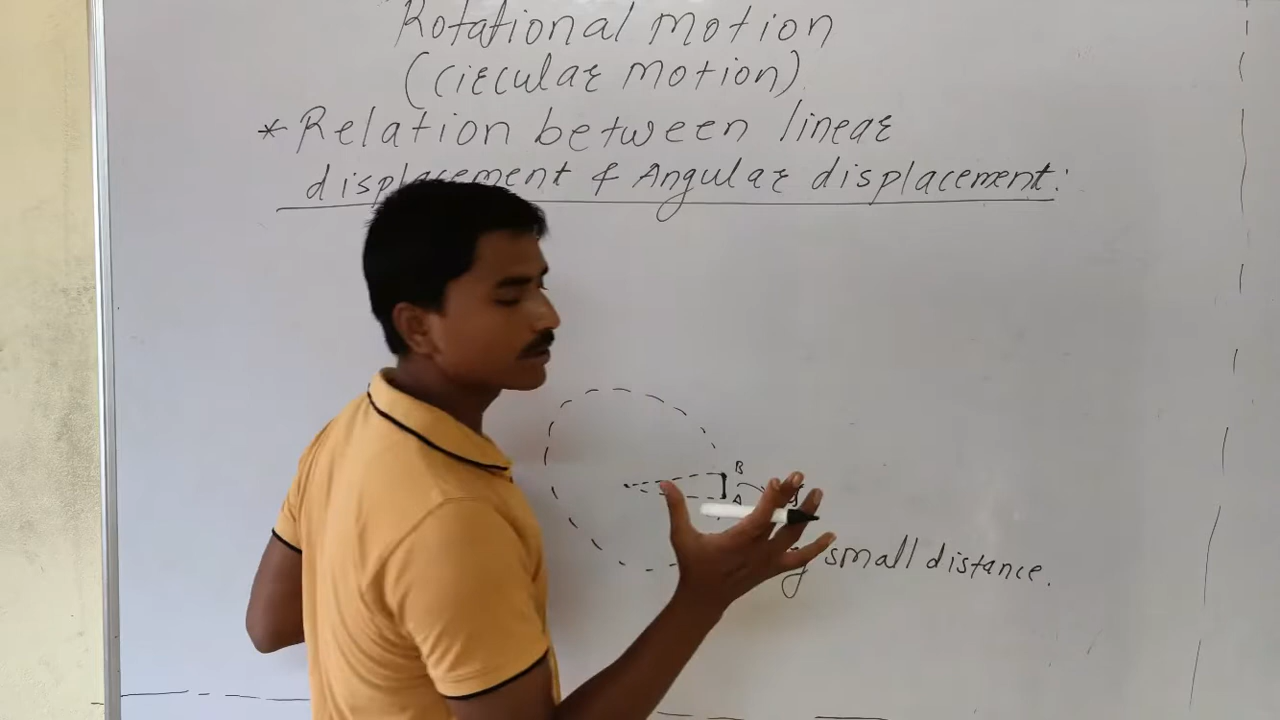 Rotational Motion
(Circular Motion)
* Relation between linear
displacement & Angular displacement:
B
A
small distance.